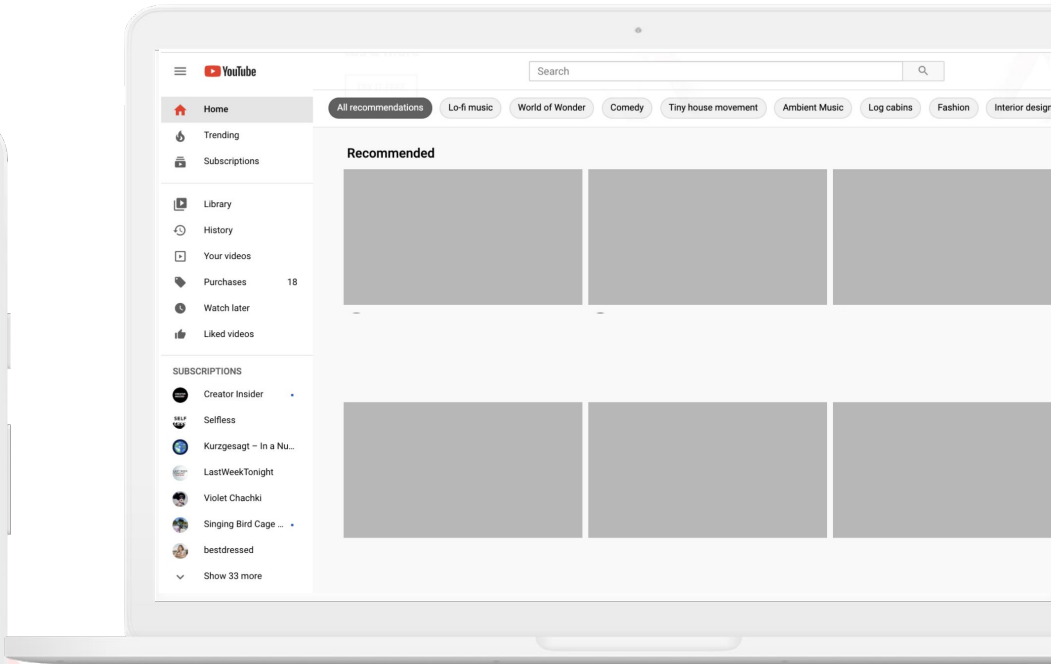 YouTube
Search
Home
Trending
Subscriptions
Library
History
Your videos
Purchases 18
Watch later
Liked videos
SUBSCRIPTIONS
Creator Insider
SELF
Selfless
Kurzgesagt – In a Nu...
LastWeekTonight
Violet Chachki
Singing Bird Cage ...
bestdressed
Show 33 more
All recommendations Lo-fi music World of Wonder Comedy Tiny house movement Ambient Music Log cabins Fashion Interior design
Recommended